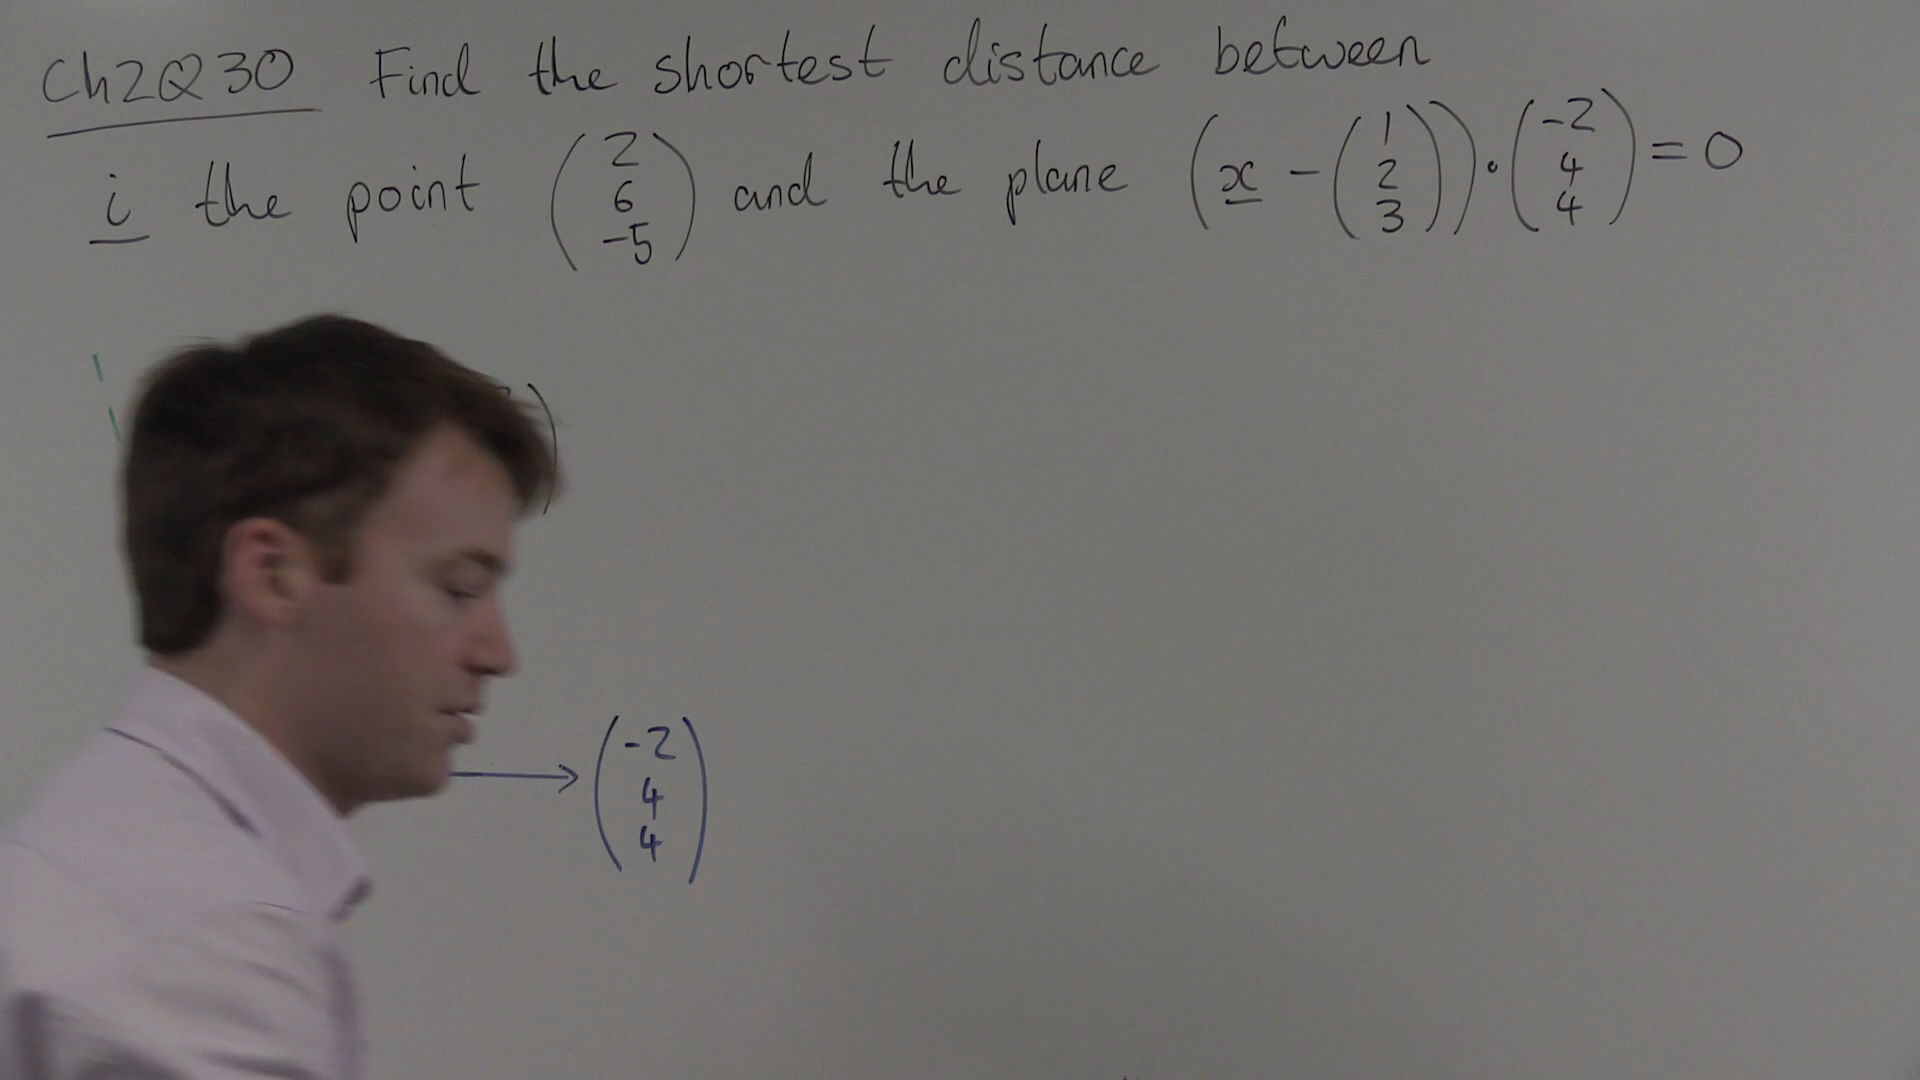 Ch2Q30 Find the shortest distance between
i the point (2 6 -5) and the plane (x - (1 2 3)) · (-2 4 4) = 0
(-2 4 4)